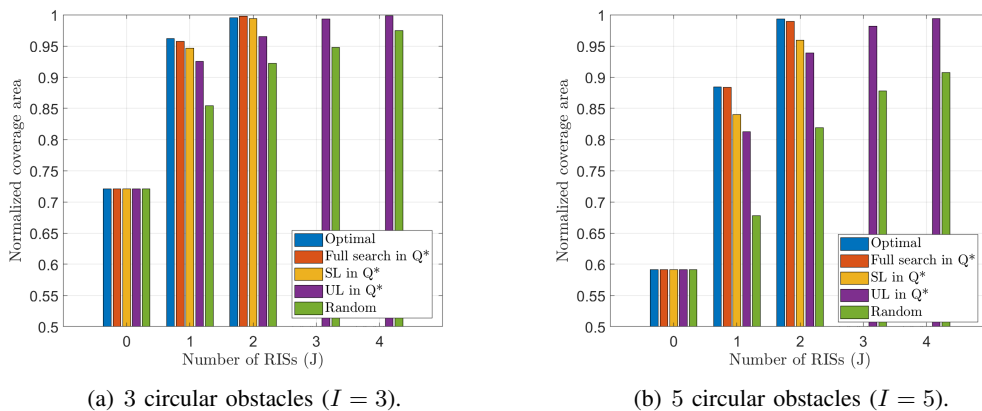 Normalized coverage area
1
0.95
0.9
0.85
0.8
0.75
0.7
0.65
0.6
0.55
0.5
Optimal
Full search in Q*
SL in Q*
UL in Q*
Random
0 1 2 3 4
Number of RISs (J)
(a) 3 circular obstacles (I = 3).
Normalized coverage area
1
0.95
0.9
0.85
0.8
0.75
0.7
0.65
0.6
0.55
0.5
Optimal
Full search in Q*
SL in Q*
UL in Q*
Random
0 1 2 3 4
Number of RISs (J)
(b) 5 circular obstacles (I = 5).